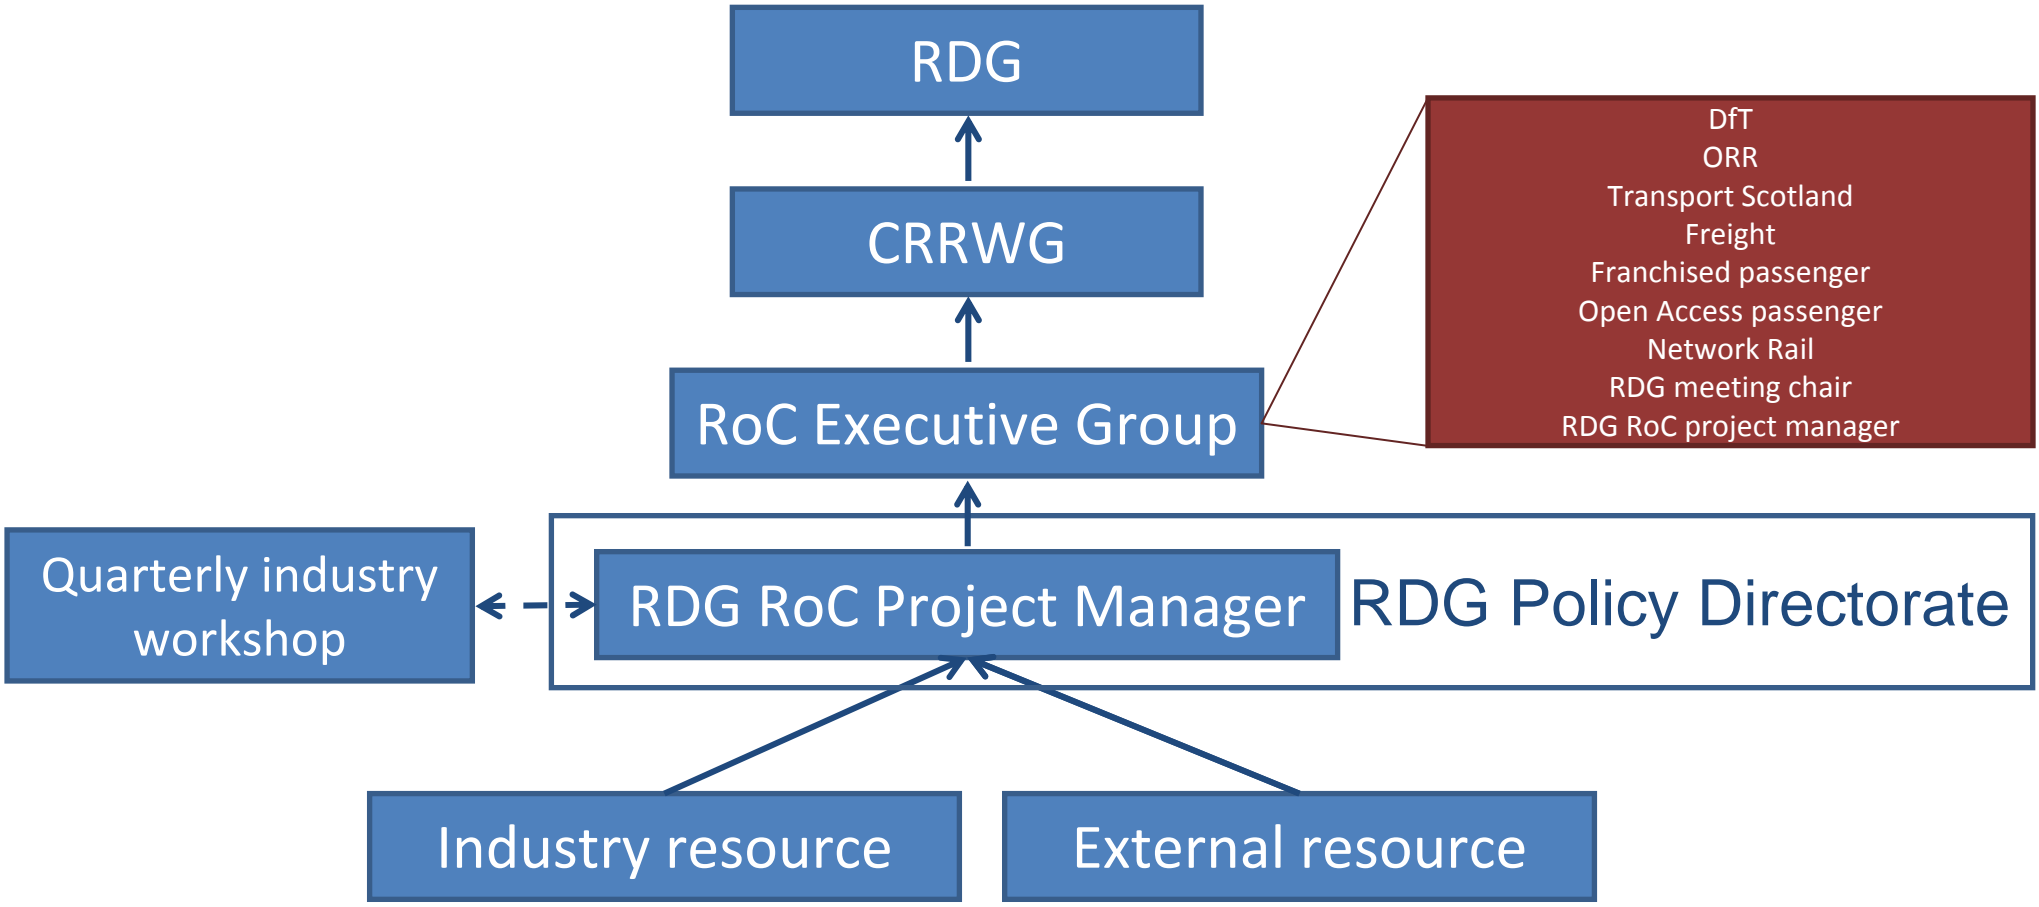 RDG
CRRWG
DfT
ORR
Transport Scotland
Freight
Franchised passenger
Open Access passenger
Network Rail
RDG meeting chair
RDG RoC project manager
RoC Executive Group
Quarterly industry
workshop
RDG RoC Project Manager
RDG Policy Directorate
Industry resource
External resource